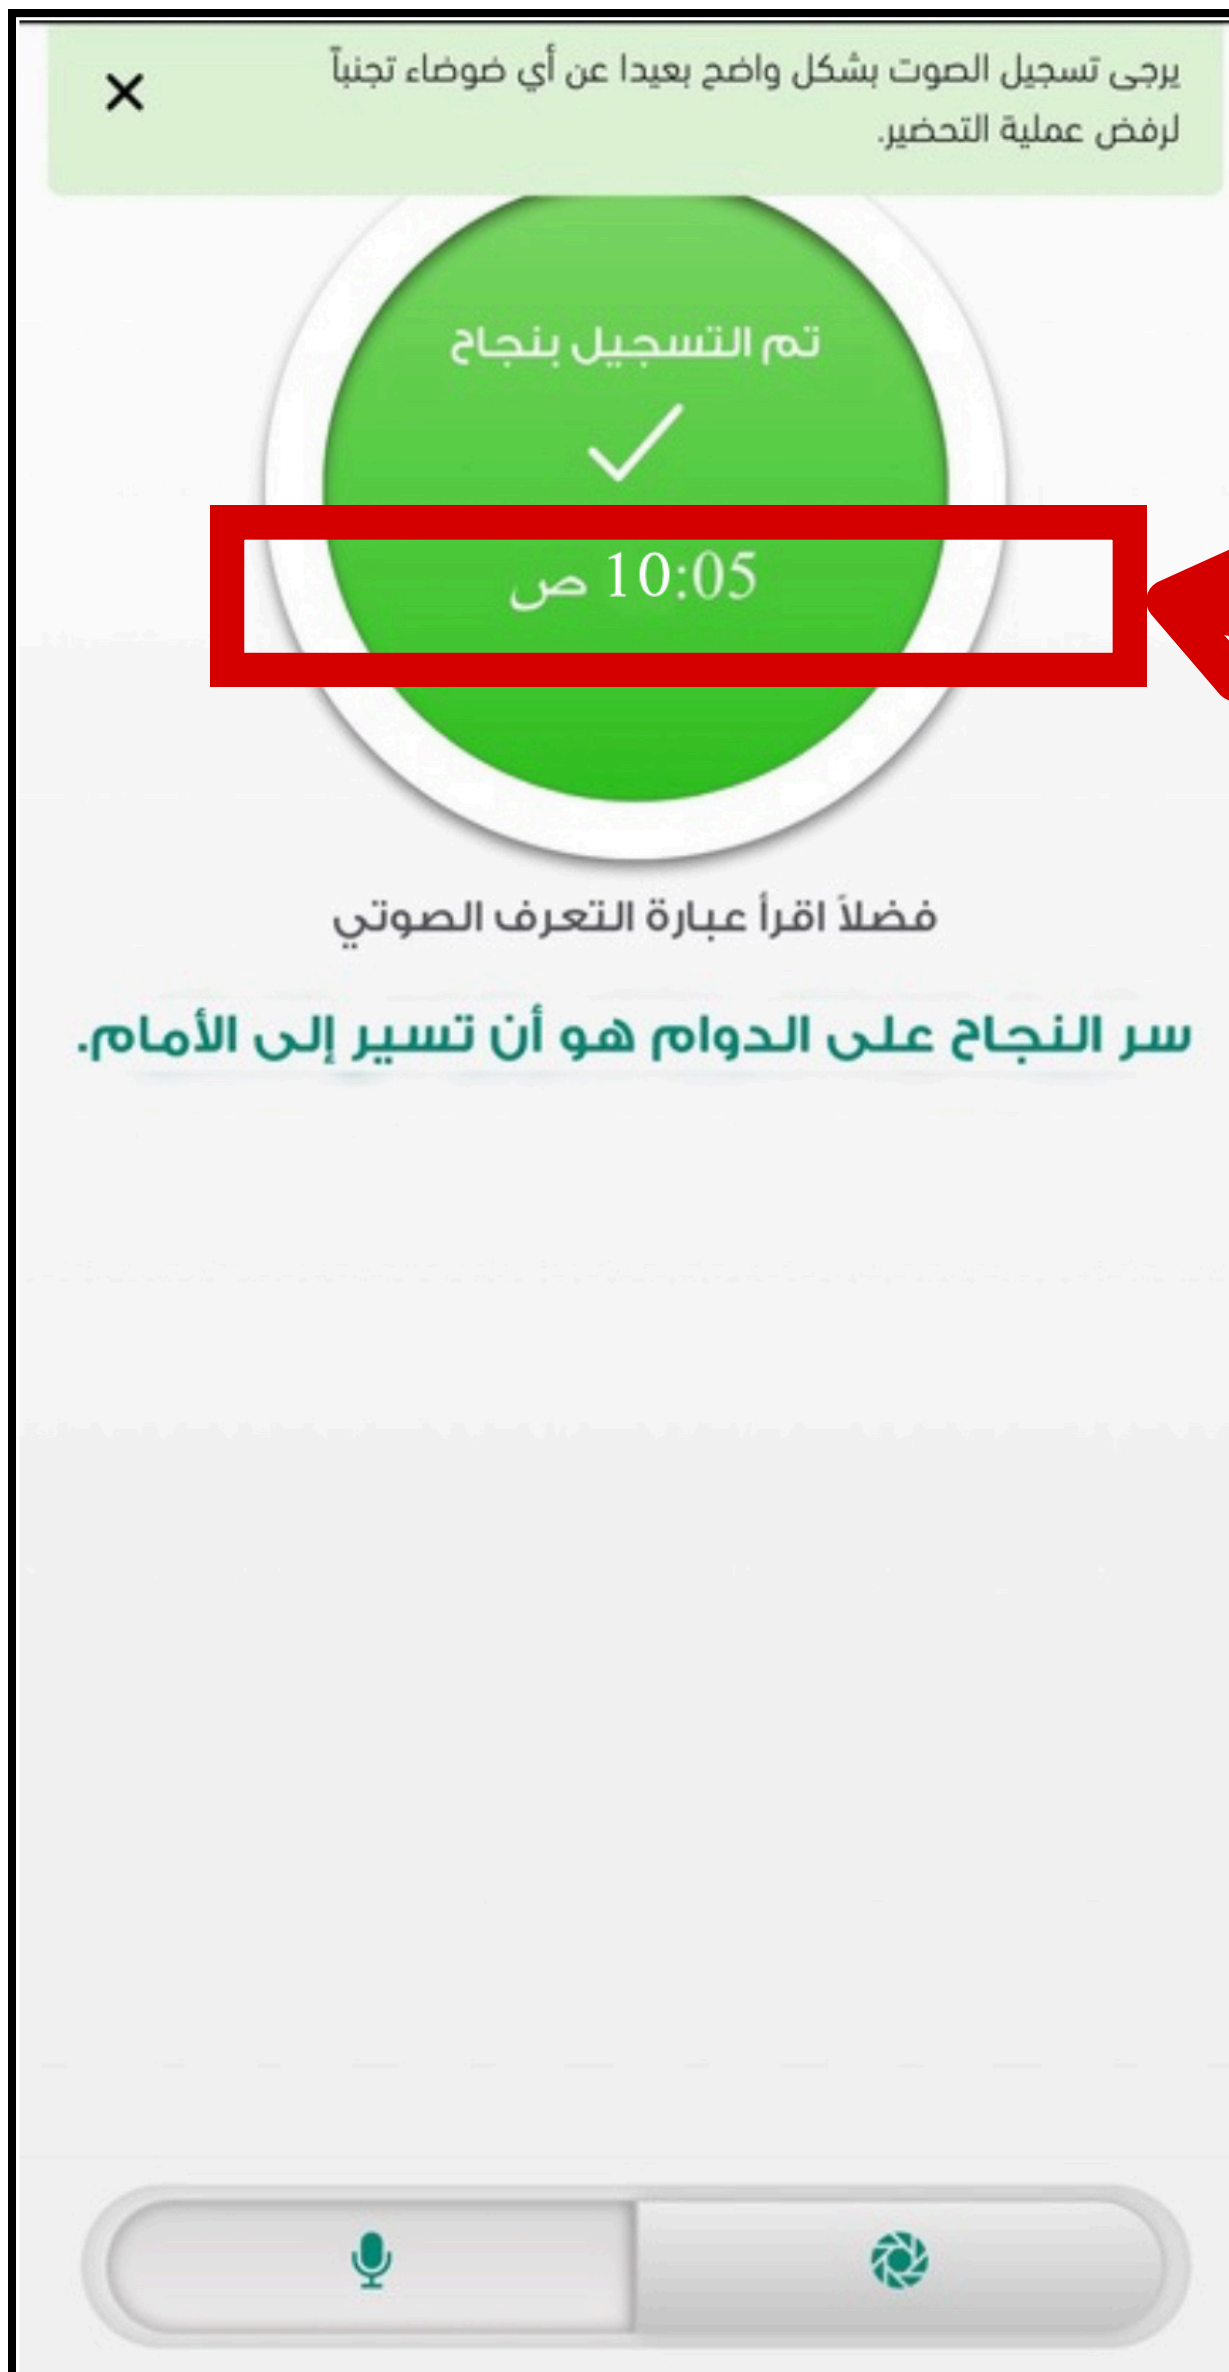 يرجى تسجيل الصوت بشكل واضح بعيدا عن أي ضوضاء تجنباً
لرفض عملية التحضير.
تم التسجيل بنجاح
10:05 ص
فضلاً اقرأ عبارة التعرف الصوتي
سر النجاح على الدوام هو أن تسير إلى الأمام.